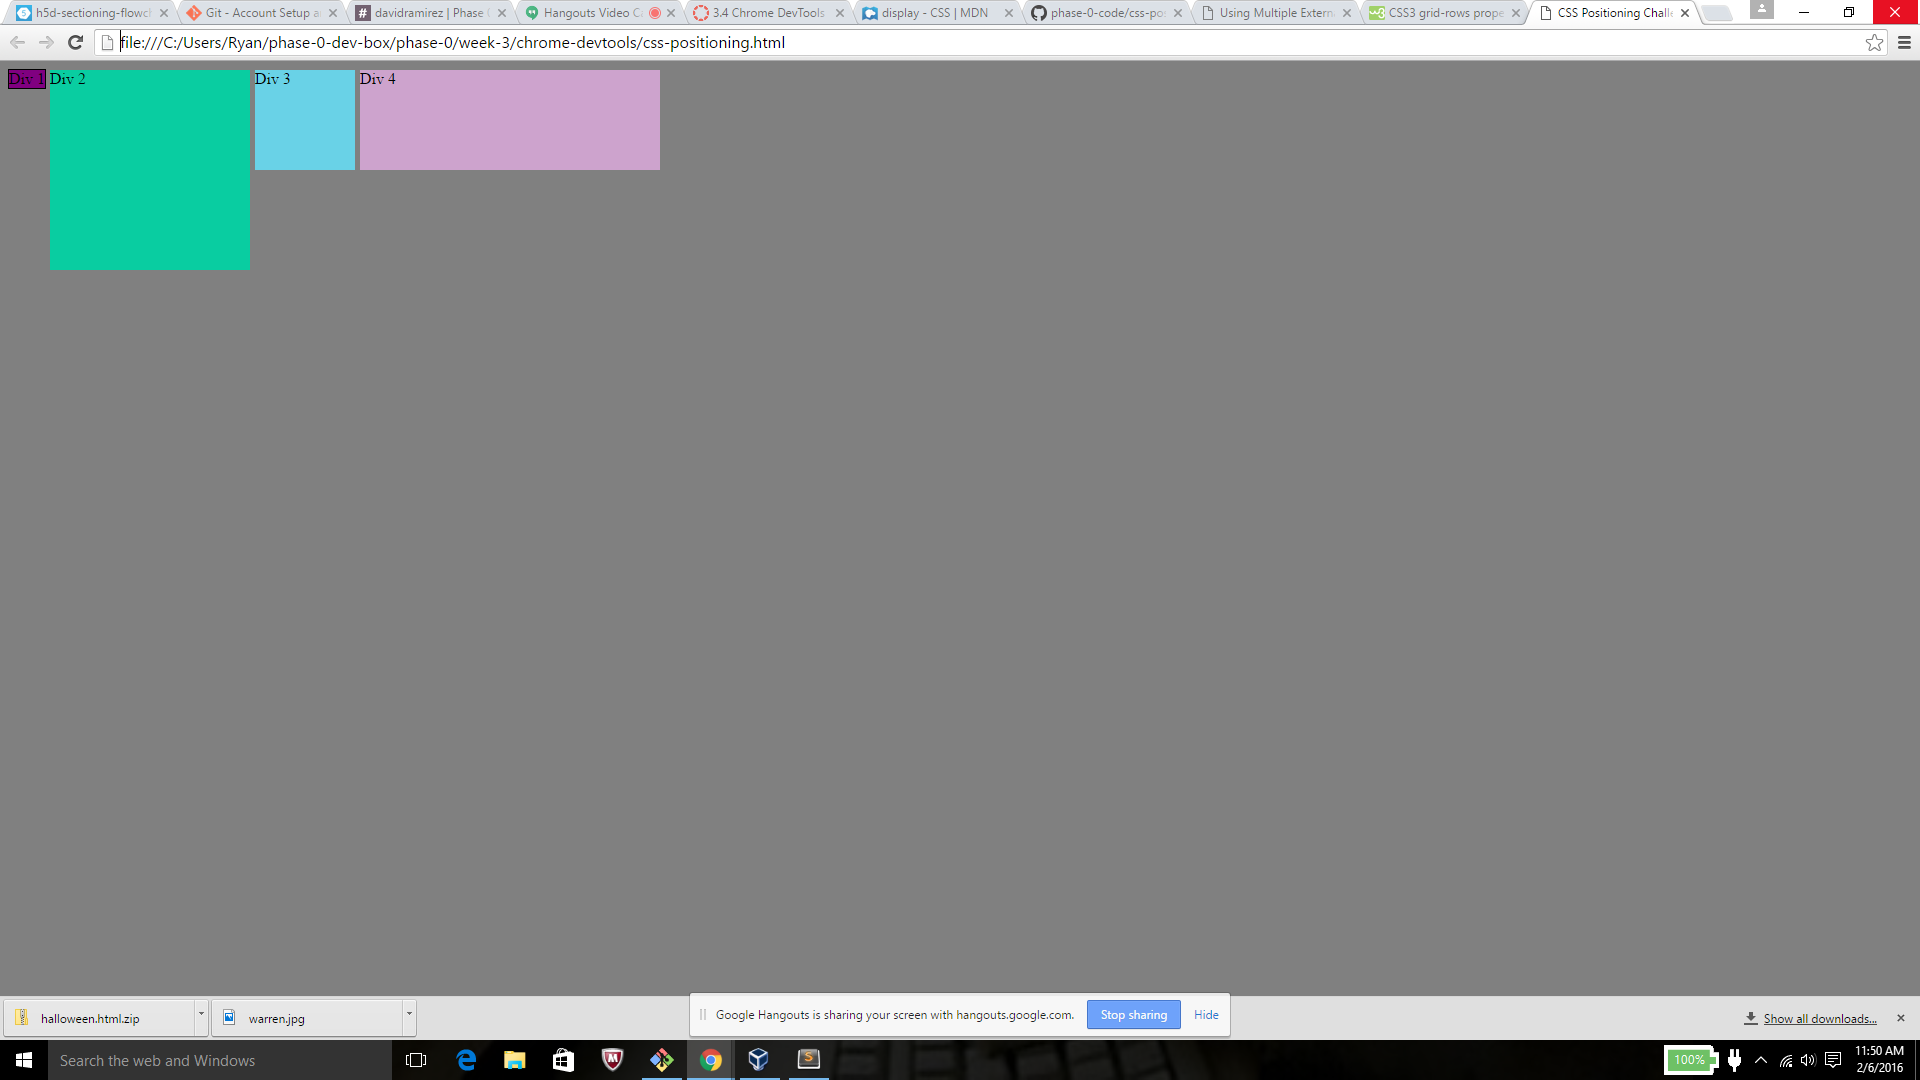 h5d-sectioning-flowch
Git - Account Setup a
davidramirez | Phase
Hangouts Video C
3.4 Chrome DevTools
display - CSS | MDN
phase-0-code/css-po
Using Multiple Extern
CSS3 grid-rows prope
CSS Positioning Chall
file:///C:/Users/Ryan/phase-0-dev-box/phase-0/week-3/chrome-devtools/css-positioning.html
Div 1 Div 2 Div 3 Div 4
halloween.html.zip
warren.jpg
Google Hangouts is sharing your screen with hangouts.google.com.
Stop sharing
Hide
Show all downloads...
Search the web and Windows
100%
11:50 AM
2/6/2016